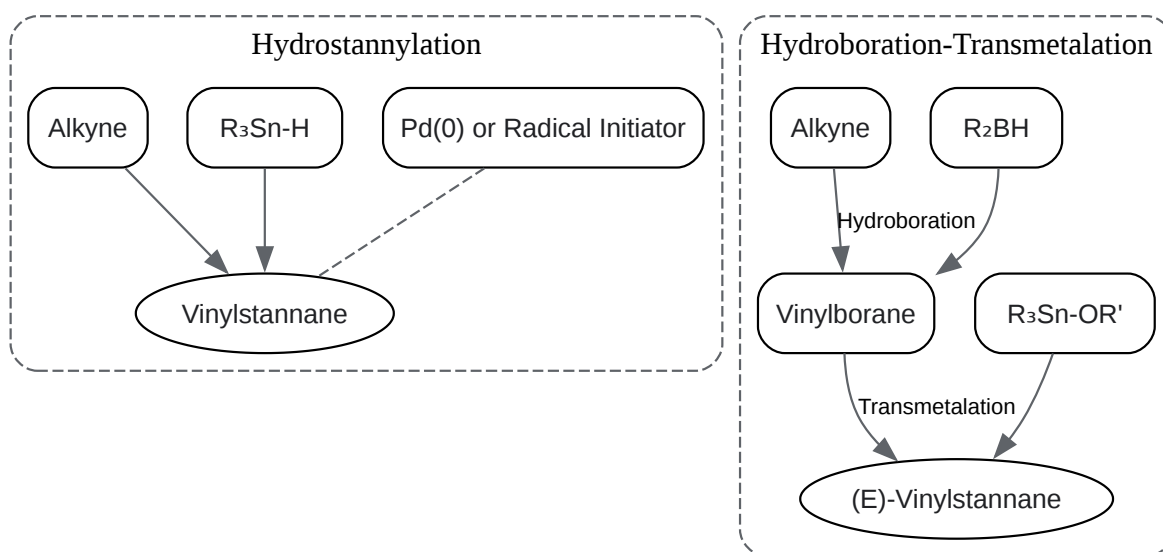 Hydrostannylation
Alkyne
R₃Sn-H
Pd(0) or Radical Initiator
Vinylstannane
Hydroboration-Transmetalation
Alkyne
R₂BH
Hydroboration
Vinylborane
R₃Sn-OR'
Transmetalation
(E)-Vinylstannane